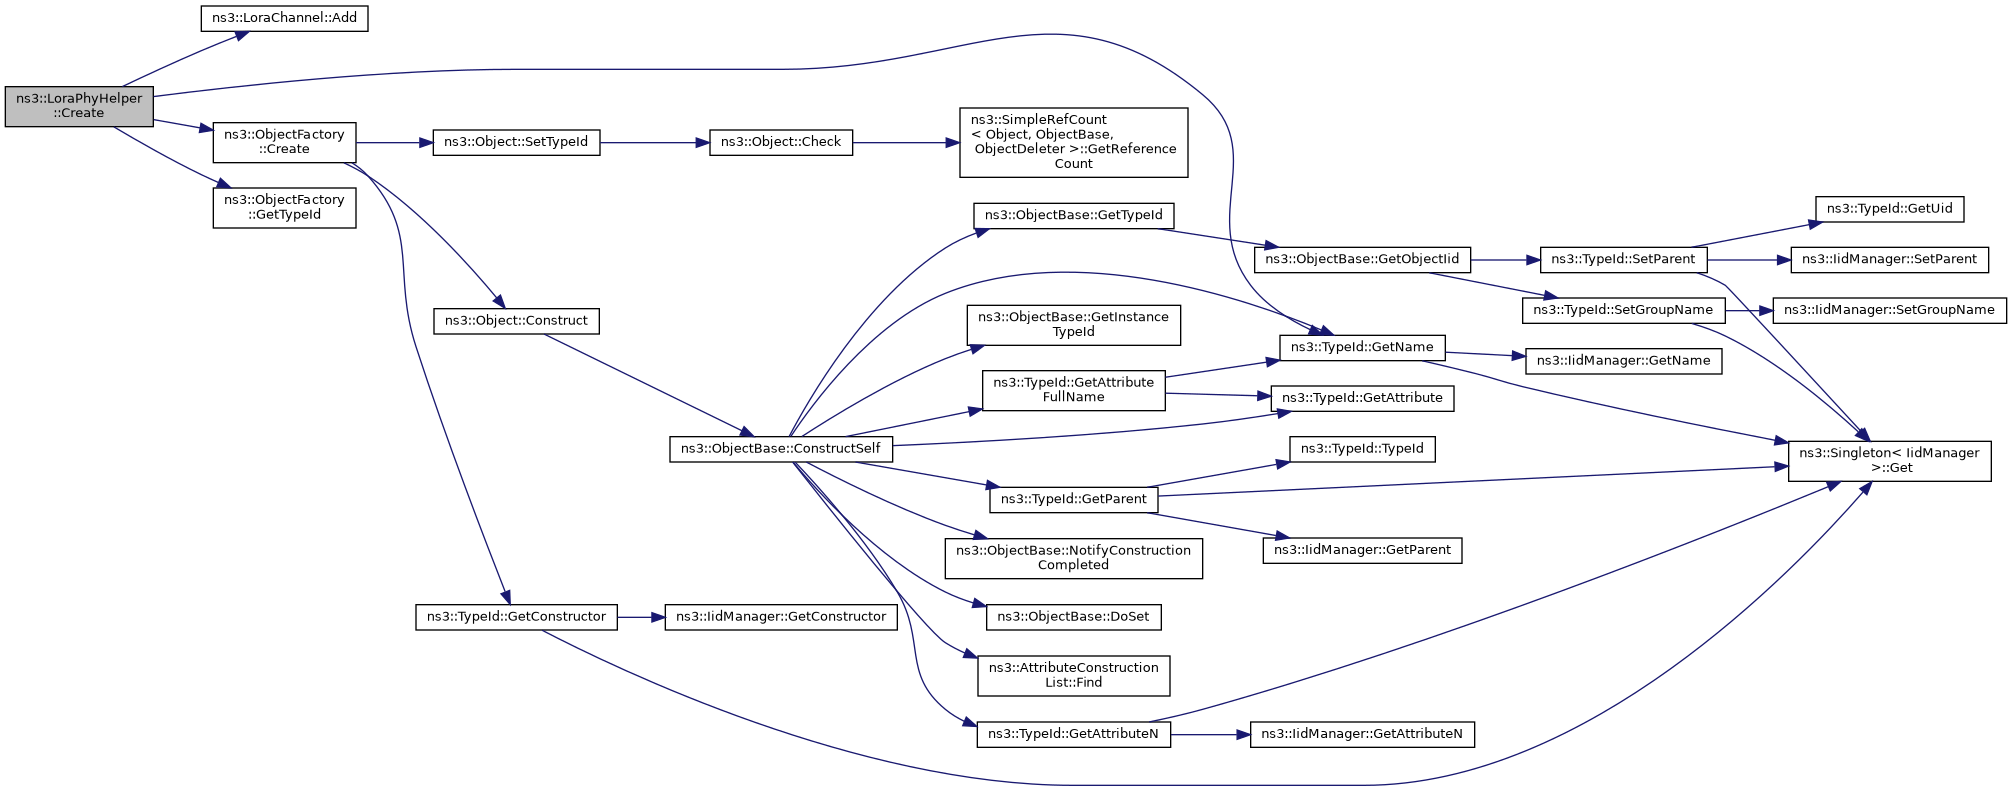 ns3::LoraChannel::Add
ns3::LoraPhyHelper
::Create
ns3::ObjectFactory
::Create
ns3::ObjectFactory
::GetTypeId
ns3::Object::SetTypeId
ns3::Object::Check
ns3::SimpleRefCount
< Object, ObjectBase,
ObjectDeleter >::GetReference
Count
ns3::Object::Construct
ns3::TypeId::GetConstructor
ns3::IidManager::GetConstructor
ns3::ObjectBase::ConstructSelf
ns3::ObjectBase::GetTypeId
ns3::ObjectBase::GetInstance
TypeId
ns3::TypeId::GetAttribute
FullName
ns3::TypeId::GetParent
ns3::ObjectBase::NotifyConstruction
Completed
ns3::ObjectBase::DoSet
ns3::AttributeConstruction
List::Find
ns3::TypeId::GetAttributeN
ns3::ObjectBase::GetObjectIid
ns3::TypeId::GetName
ns3::TypeId::GetAttribute
ns3::TypeId::TypeId
ns3::IidManager::GetParent
ns3::IidManager::GetAttributeN
ns3::TypeId::SetParent
ns3::TypeId::SetGroupName
ns3::IidManager::GetName
ns3::TypeId::GetUid
ns3::IidManager::SetParent
ns3::IidManager::SetGroupName
ns3::Singleton< IidManager
>::Get